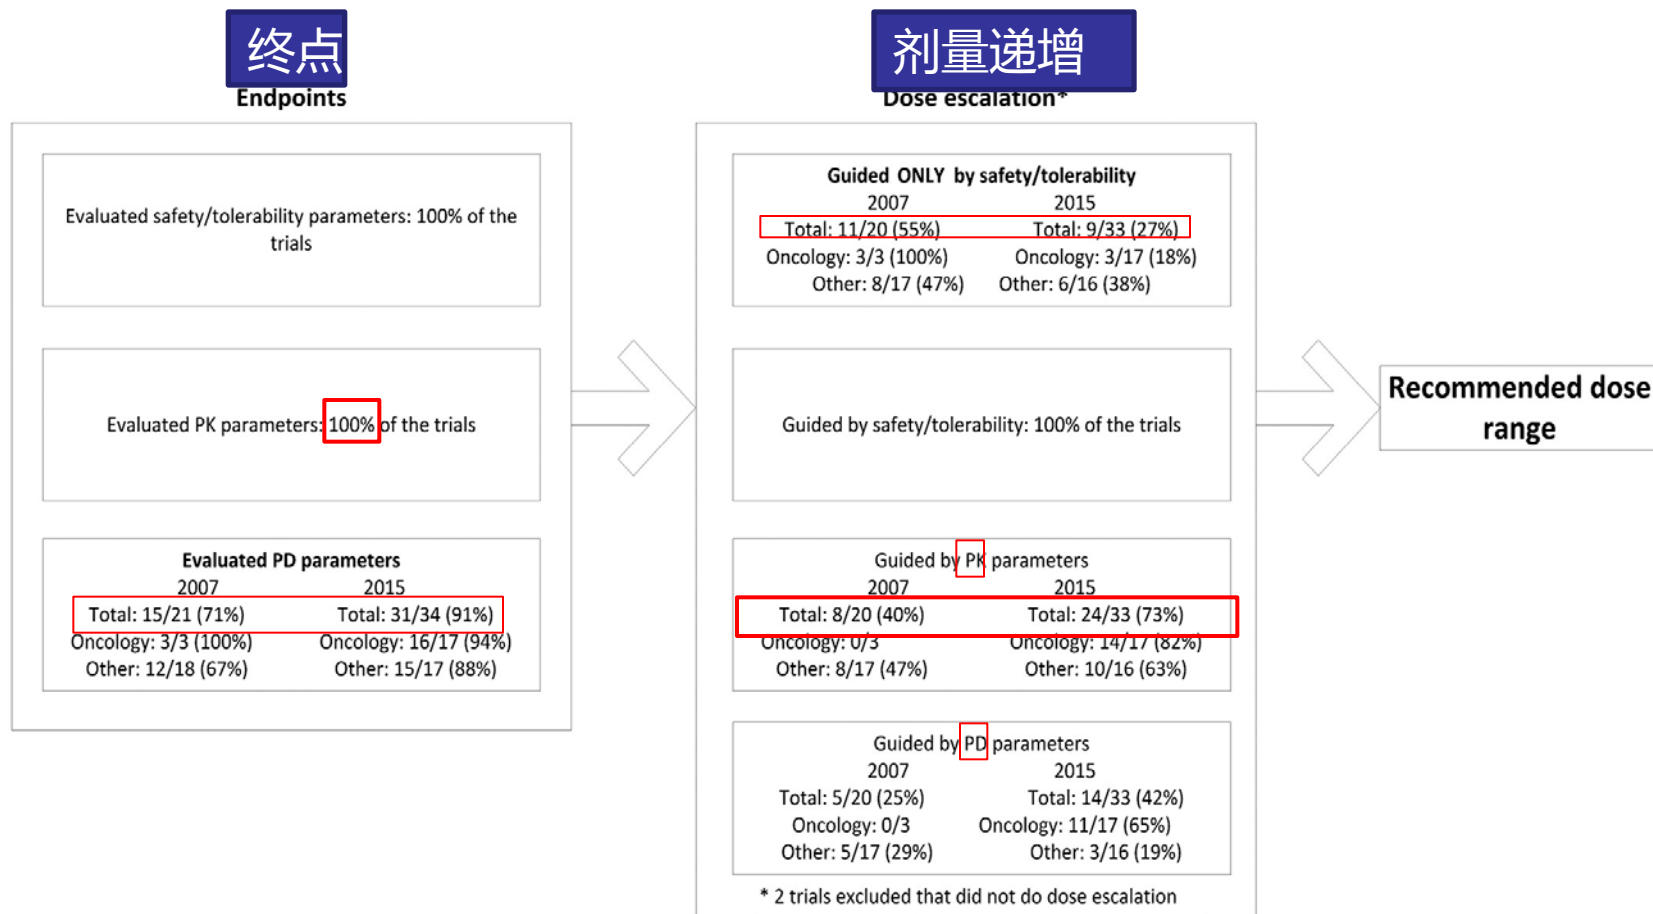 终点
Endpoints
Evaluated safety/tolerability parameters: 100% of the
trials
Evaluated PK parameters: 100% of the trials
Evaluated PD parameters
2007 2015
Total: 15/21 (71%) Total: 31/34 (91%)
Oncology: 3/3 (100%) Oncology: 16/17 (94%)
Other: 12/18 (67%) Other: 15/17 (88%)
剂量递增
Dose escalation*
Guided ONLY by safety/tolerability
2007 2015
Total: 11/20 (55%) Total: 9/33 (27%)
Oncology: 3/3 (100%) Oncology: 3/17 (18%)
Other: 8/17 (47%) Other: 6/16 (38%)
Guided by safety/tolerability: 100% of the trials
Guided by PK parameters
2007 2015
Total: 8/20 (40%) Total: 24/33 (73%)
Oncology: 0/3 Oncology: 14/17 (82%)
Other: 8/17 (47%) Other: 10/16 (63%)
Guided by PD parameters
2007 2015
Total: 5/20 (25%) Total: 14/33 (42%)
Oncology: 0/3 Oncology: 11/17 (65%)
Other: 5/17 (29%) Other: 3/16 (19%)
* 2 trials excluded that did not do dose escalation
Recommended dose
range